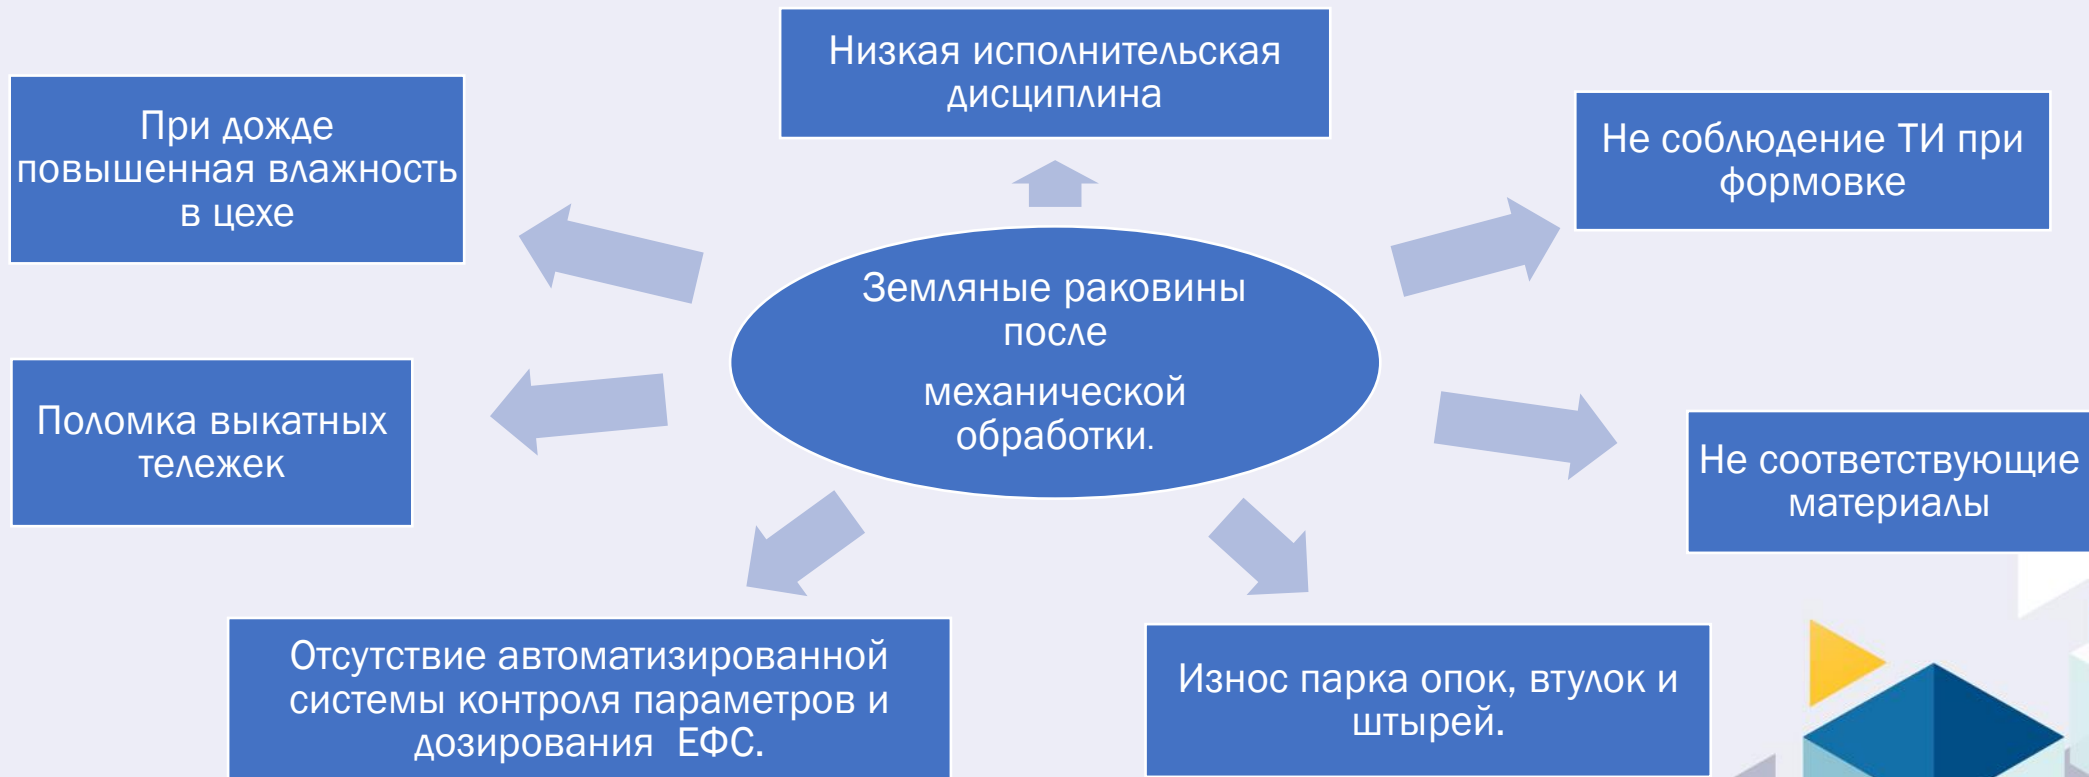 Низкая исполнительская
дисциплина
При дожде
повышенная влажность
в цехе
Не соблюдение ТИ при
формовке
Земляные раковины
после
механической
обработки.
Поломка выкатных
тележек
Не соответствующие
материалы
Отсутствие автоматизированной
системы контроля параметров и
дозирования ЕФС.
Износ парка опок, втулок и
штырей.